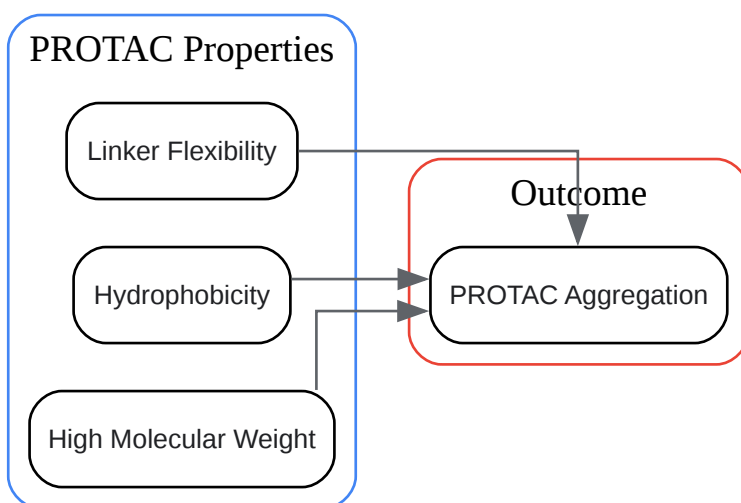 PROTAC Properties
Linker Flexibility
Hydrophobicity
High Molecular Weight
Outcome
PROTAC Aggregation